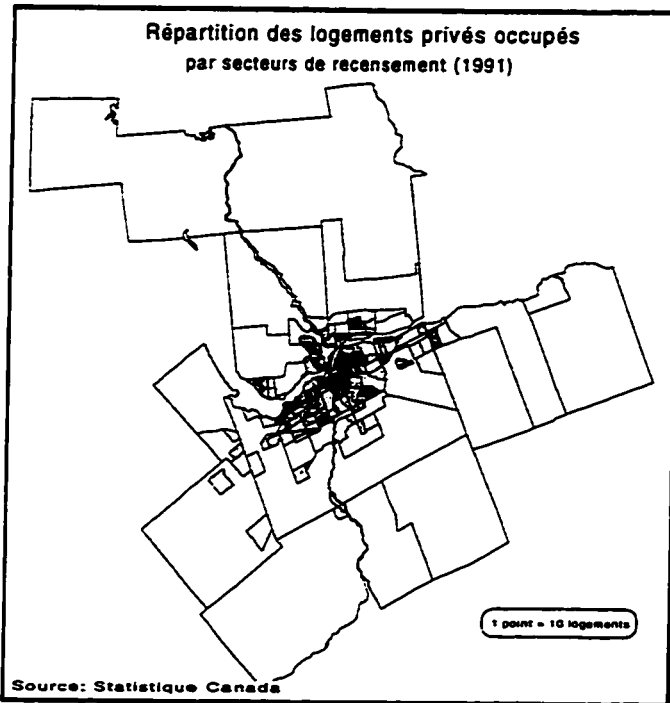 Répartition des logements privés occupés
par secteurs de recensement (1991)
1 point = 10 logements
Source: Statistique Canada